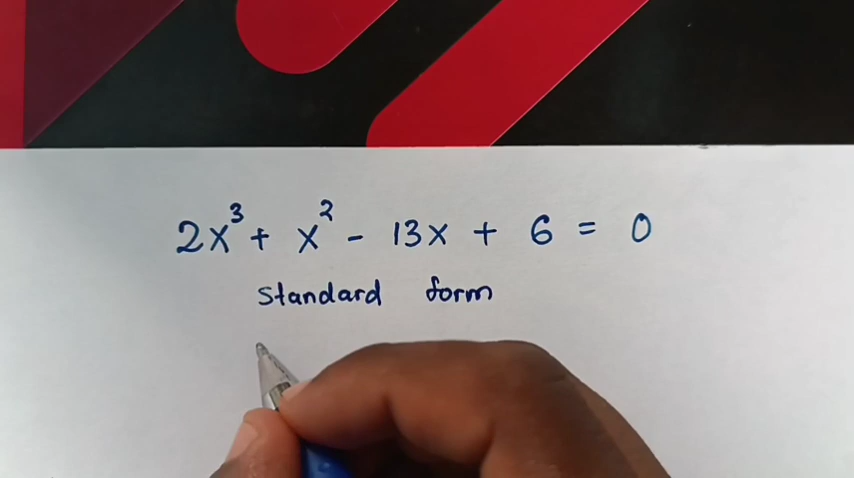 2x³ + x² - 13x + 6 = 0
Standard form